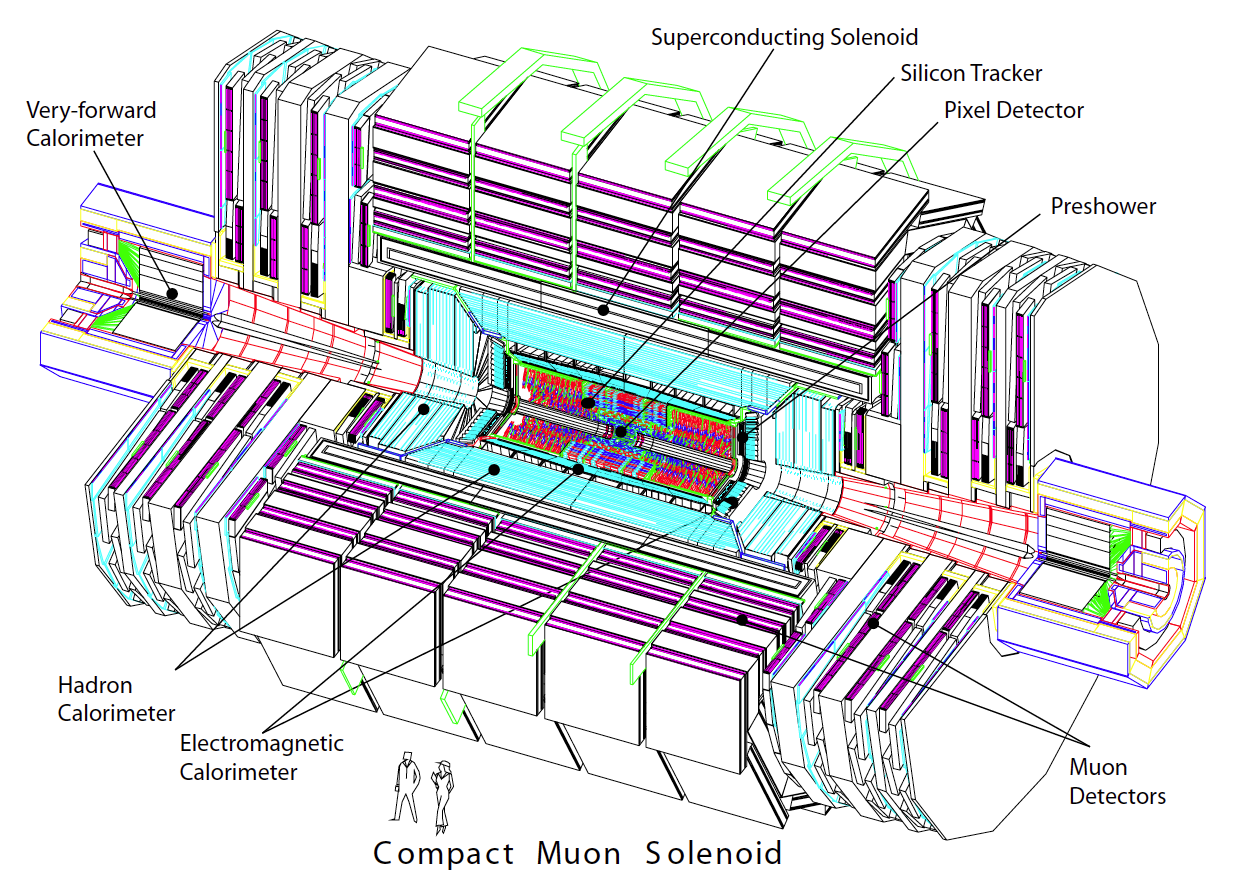 Superconducting Solenoid
Silicon Tracker
Pixel Detector
Very-forward
Calorimeter
Preshower
Hadron
Calorimeter
Electromagnetic
Calorimeter
Muon
Detectors
Compact Muon Solenoid